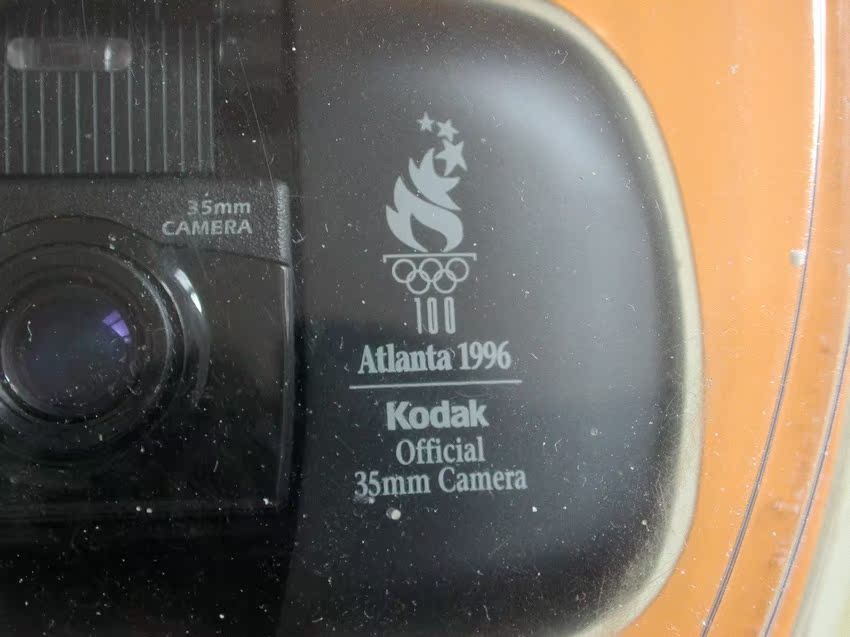 35mm
CAMERA
100
Atlanta 1996
Kodak
Official
35mm Camera